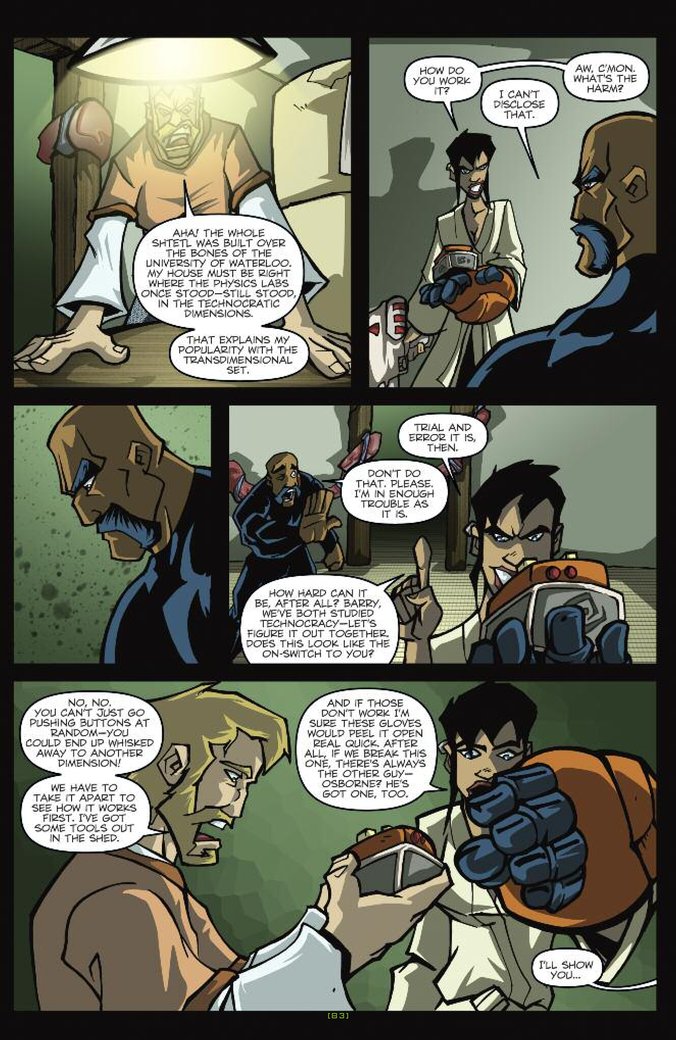 AHA! THE WHOLE
SHTETL WAS BUILT OVER
THE BONES OF THE
UNIVERSITY OF WATERLOO.
MY HOUSE MUST BE RIGHT
WHERE THE PHYSICS LABS
ONCE STOOD—STILL STOOD,
IN THE TECHNOCRATIC
DIMENSIONS.
THAT EXPLAINS MY
POPULARITY WITH THE
TRANSDIMENSIONAL
SET.
HOW DO
YOU WORK
IT?
I CAN'T
DISCLOSE
THAT.
AW, C'MON.
WHAT'S THE
HARM?
TRIAL AND
ERROR IT IS,
THEN.
DON'T DO
THAT. PLEASE.
I'M IN ENOUGH
TROUBLE AS
IT IS.
HOW HARD CAN IT
BE, AFTER ALL? BARRY,
WE'VE BOTH STUDIED
TECHNOCRACY—LET'S
FIGURE IT OUT TOGETHER.
DOES THIS LOOK LIKE THE
ON-SWITCH TO YOU?
NO, NO.
YOU CAN'T JUST GO
PUSHING BUTTONS AT
RANDOM—YOU
COULD END UP WHISKED
AWAY TO ANOTHER
DIMENSION!
WE HAVE TO
TAKE IT APART TO
SEE HOW IT WORKS
FIRST. I'VE GOT
SOME TOOLS OUT
IN THE SHED.
AND IF THOSE
DON'T WORK I'M
SURE THESE GLOVES
WOULD PEEL IT OPEN
REAL QUICK. AFTER
ALL, IF WE BREAK THIS
ONE, THERE'S ALWAYS
THE OTHER GUY—
OSBORNE? HE'S
GOT ONE, TOO.
I'LL SHOW
YOU...
[83]